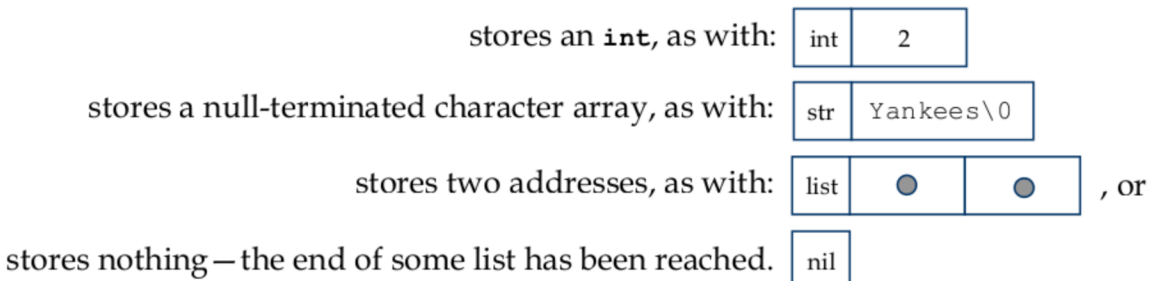 stores an int, as with: int 2
stores a null-terminated character array, as with: str Yankees\0
stores two addresses, as with: list , or
stores nothing—the end of some list has been reached. nil